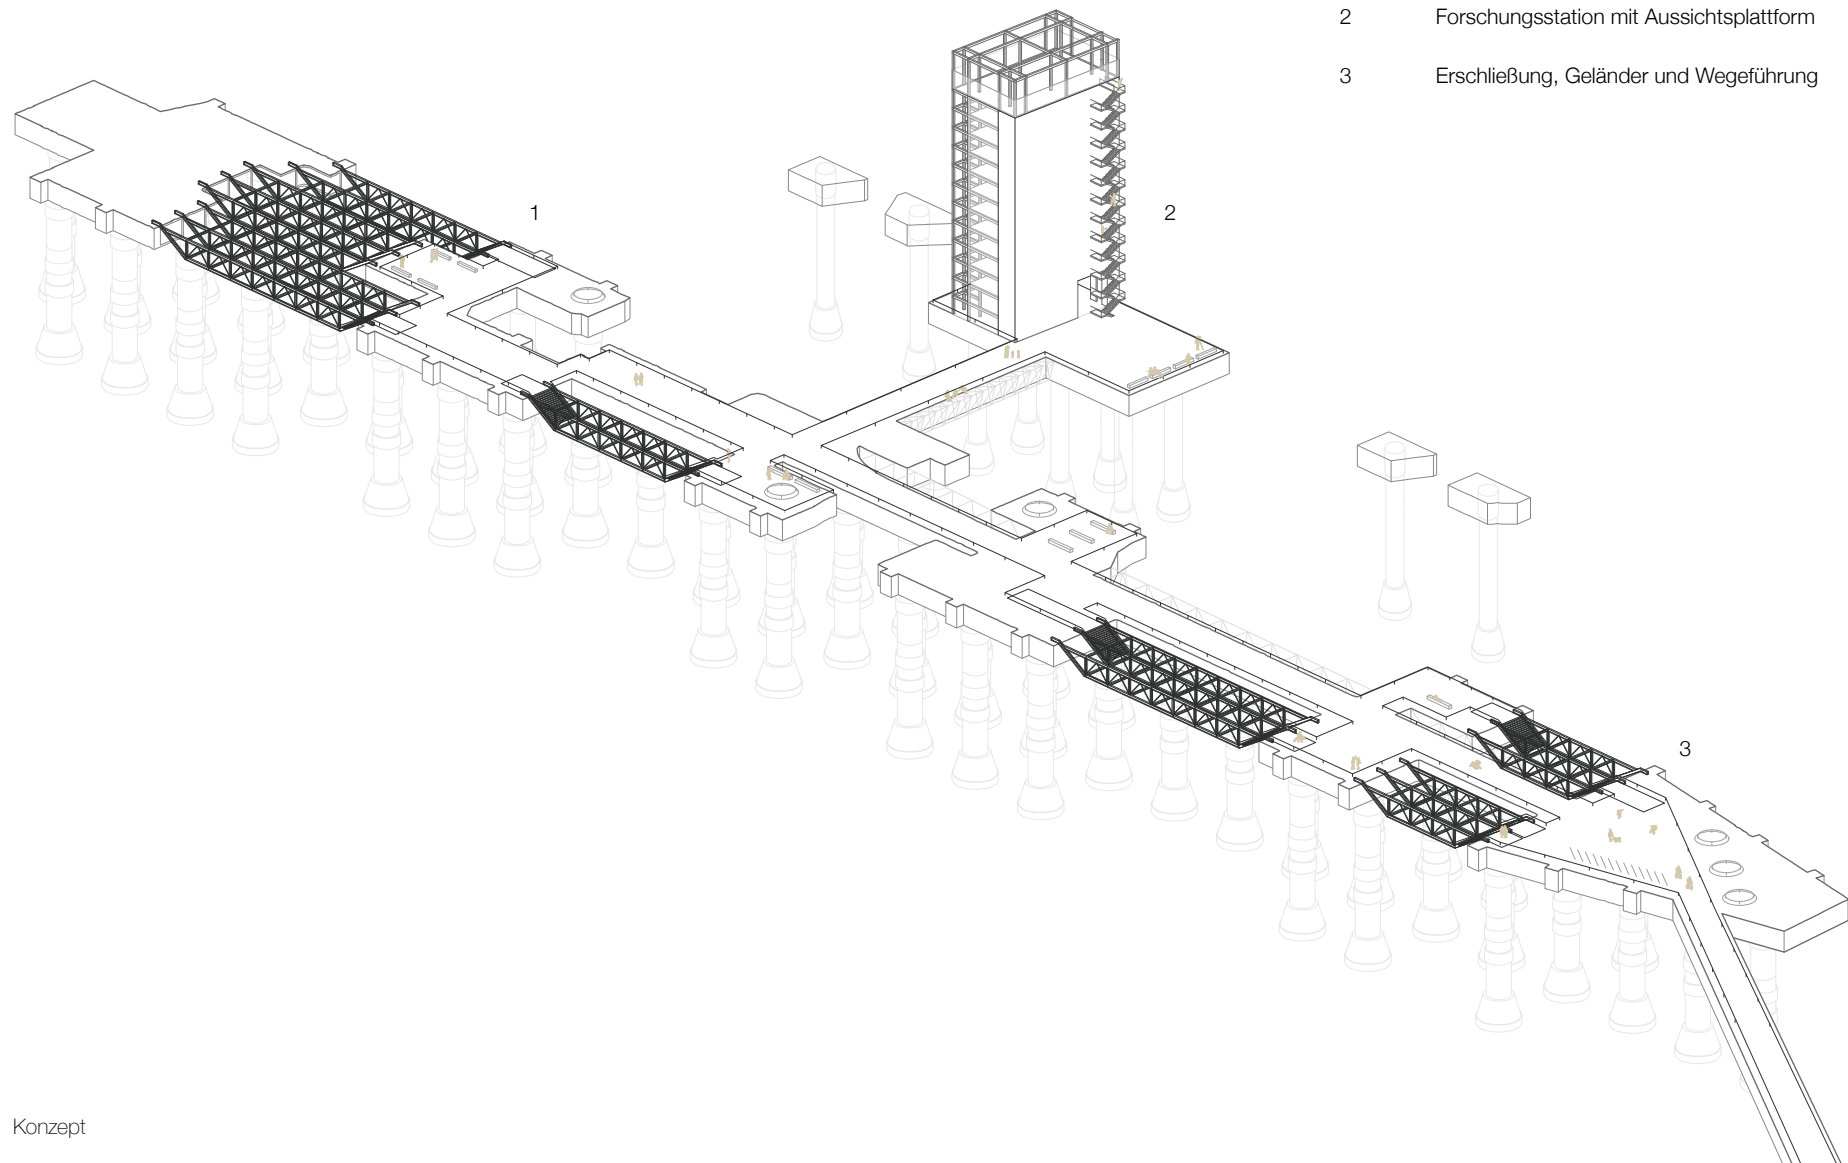 2 Forschungsstation mit Aussichtsplattform
3 Erschließung, Geländer und Wegeführung
1
2
3
Konzept